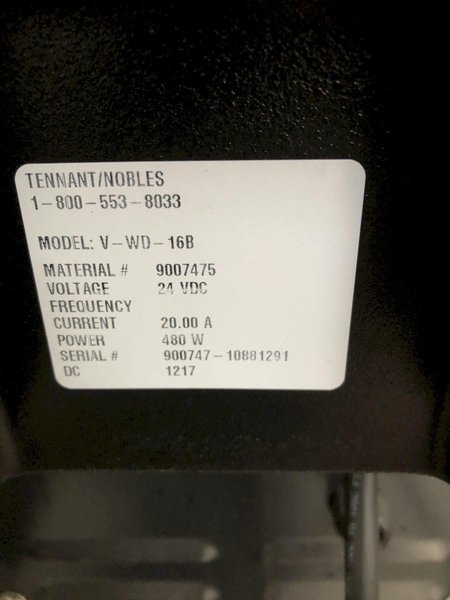 TENNANT/NOBLES
1-800-553-8033
MODEL: V-WD-16B
MATERIAL # 9007475
VOLTAGE 24 VDC
FREQUENCY
CURRENT 20.00 A
POWER 480 W
SERIAL # 900747-10881291
DC 1217